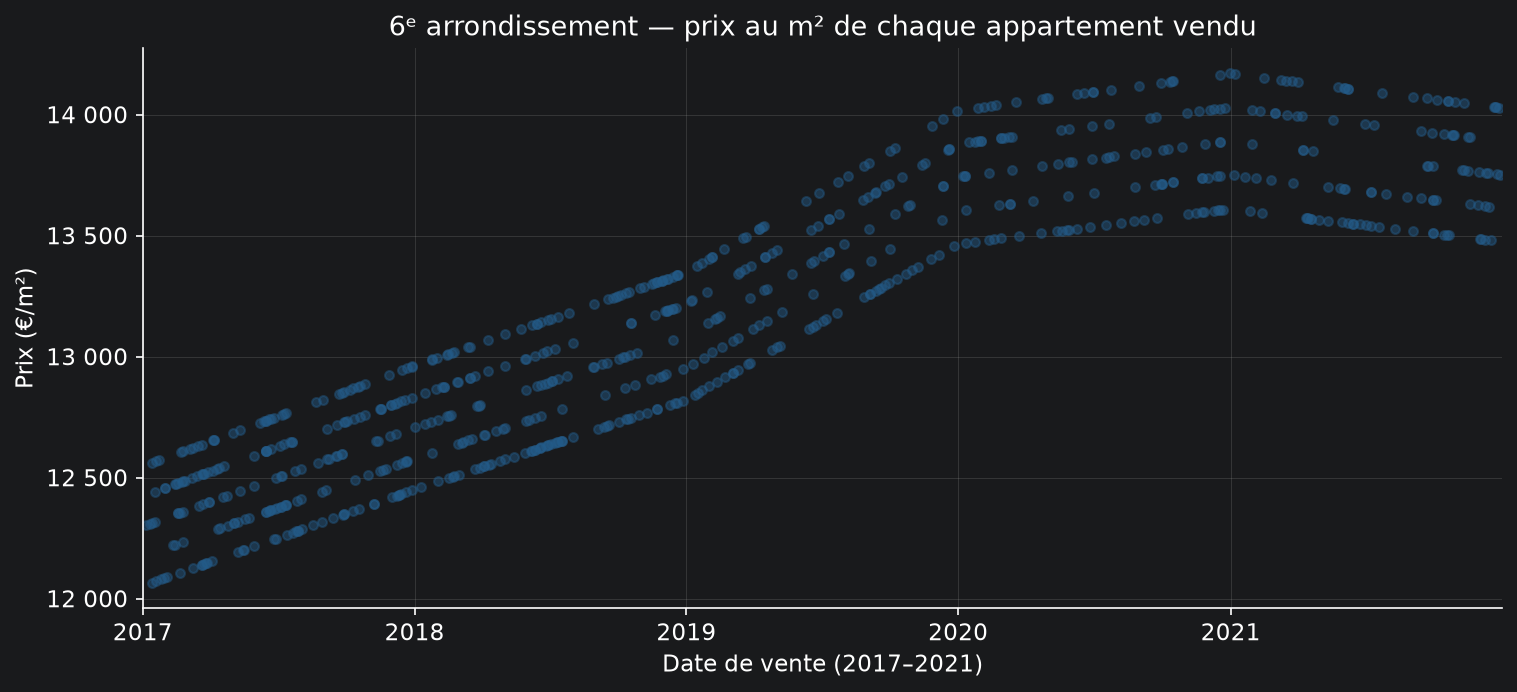 6ᵉ arrondissement — prix au m² de chaque appartement vendu
Prix (€/m²)
14 000
13 500
13 000
12 500
12 000
2017 2018 2019 2020 2021
Date de vente (2017–2021)